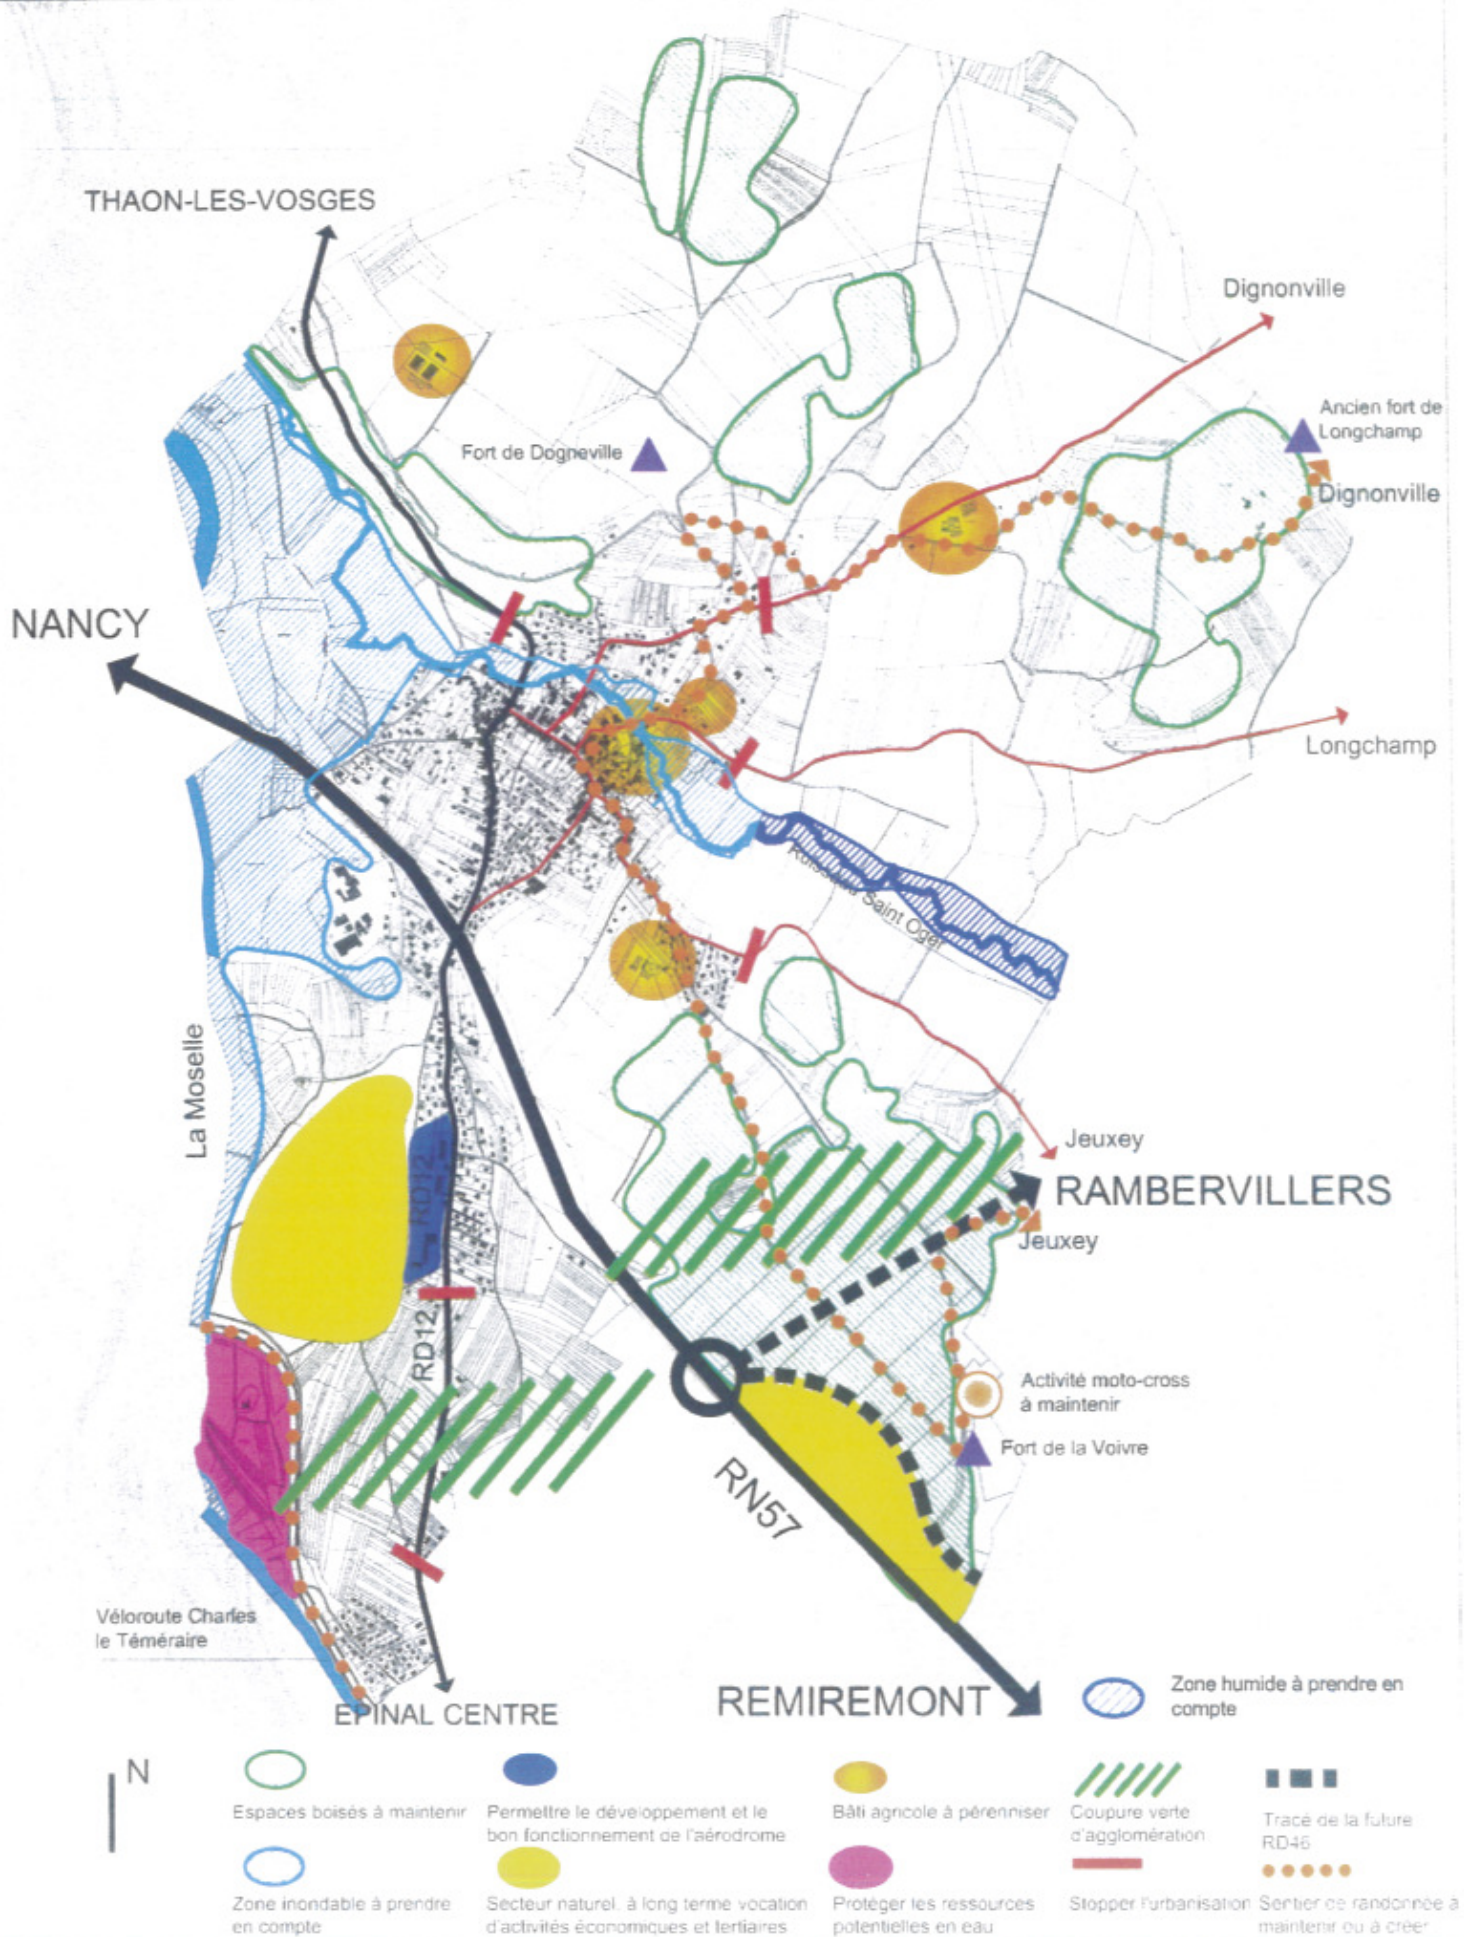 THAON-LES-VOSGES
Dignonville
Ancien fort de
Longchamp
Fort de Dogneville
Dignonville
NANCY
Longchamp
Ruisseau Saint Oger
La Moselle
Jeuxey
RAMBERVILLERS
RD12
Jeuxey
RD12
Activité moto-cross
à maintenir
Fort de la Voivre
RN57
Véloroute Charles
le Téméraire
EPINAL CENTRE
REMIREMONT
Zone humide à prendre en
compte
N
Espaces boisés à maintenir
Permettre le développement et le
bon fonctionnement de l'aérodrome
Bâti agricole à pérenniser
Coupure verte
d'agglomération
Tracé de la future
RD46
Zone inondable à prendre
en compte
Secteur naturel, à long terme vocation
d'activités économiques et tertiaires
Protéger les ressources
potentielles en eau
Stopper l'urbanisation
Sentier de randonnée à
maintenir ou à créer